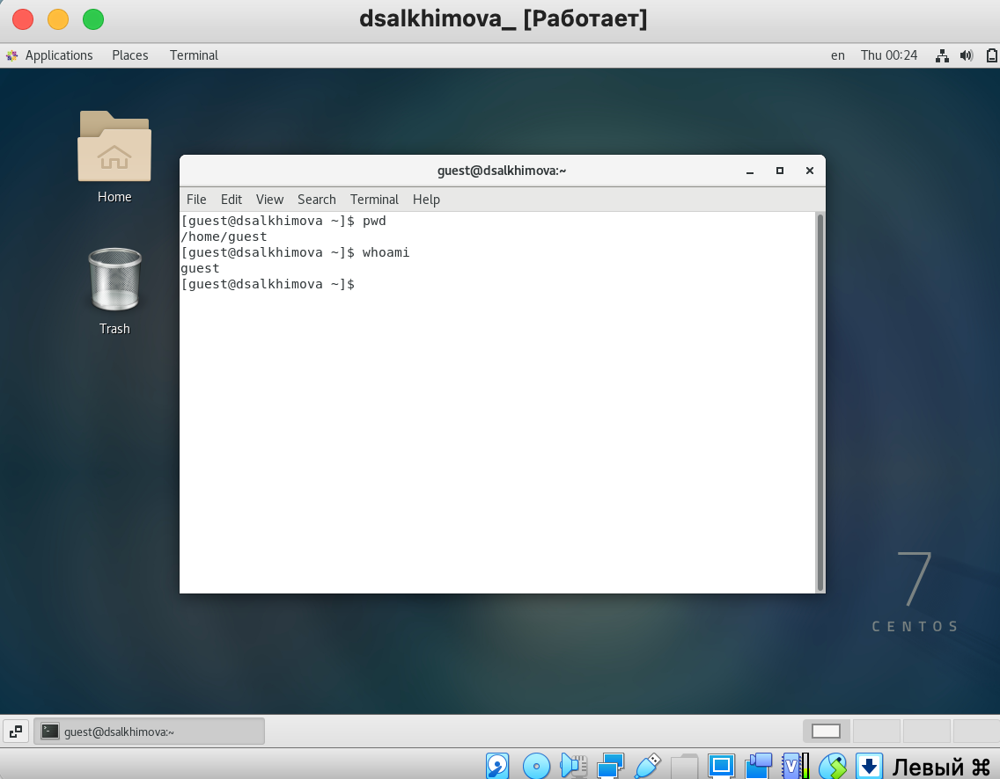 dsalkhimova_ [Работает]
Applications Places Terminal en Thu 00:24
Home
Trash
guest@dsalkhimova:~
File Edit View Search Terminal Help
[guest@dsalkhimova ~]$ pwd
/home/guest
[guest@dsalkhimova ~]$ whoami
guest
[guest@dsalkhimova ~]$
7
CENTOS
guest@dsalkhimova:~
V
Левый ⌘